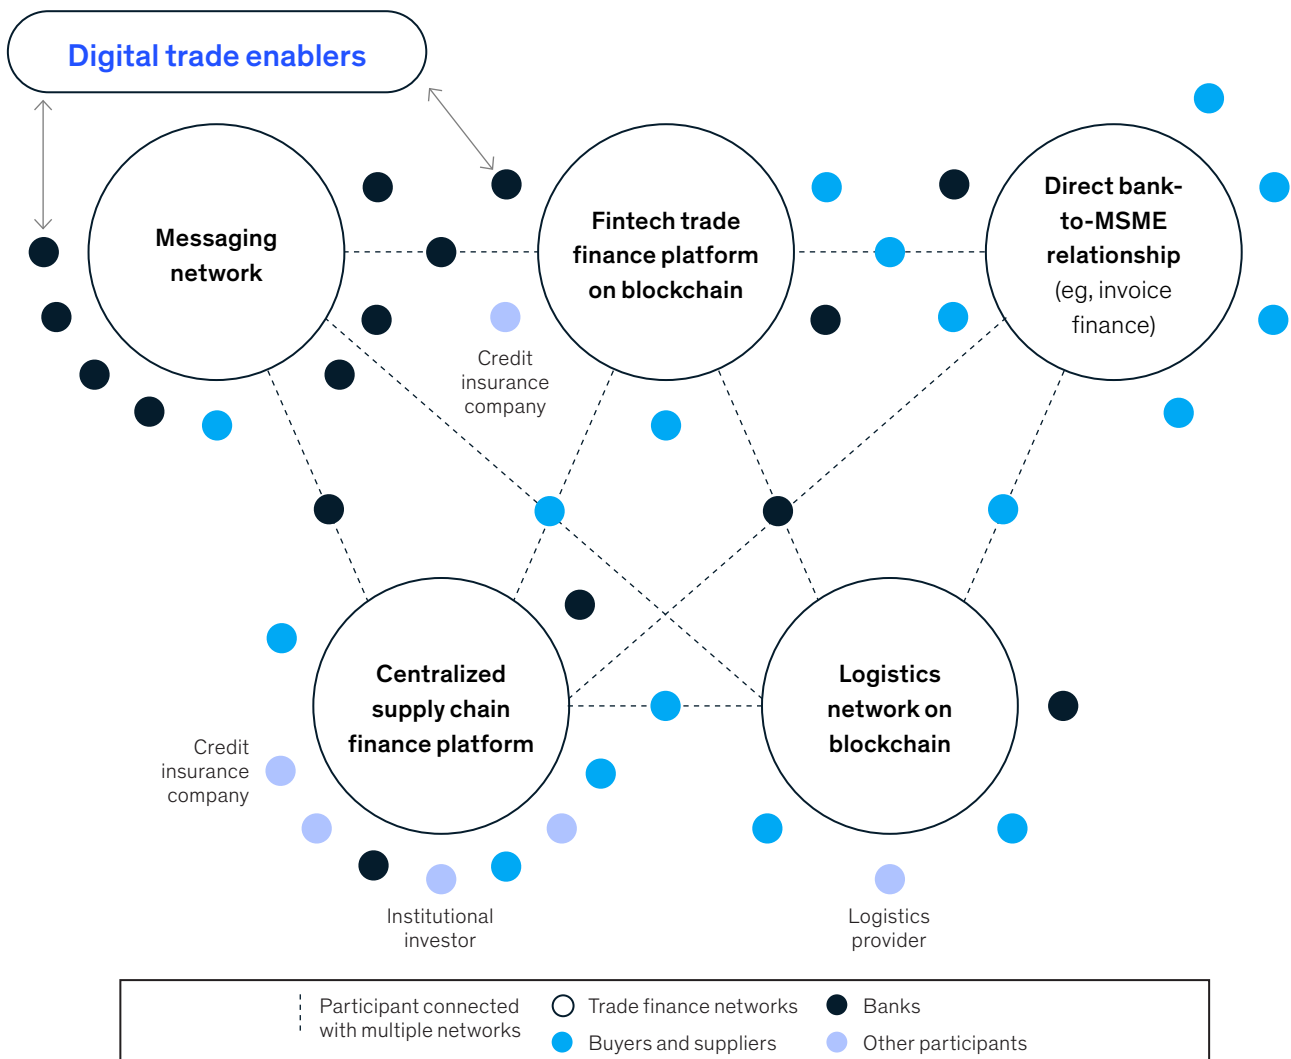 Digital trade enablers
Messaging
network
Fintech trade
finance platform
on blockchain
Direct bank-
to-MSME
relationship
(eg, invoice
finance)
Credit
insurance
company
Centralized
supply chain
finance platform
Logistics
network on
blockchain
Credit
insurance
company
Institutional
investor
Logistics
provider
Participant connected
with multiple networks
Trade finance networks
Buyers and suppliers
Banks
Other participants